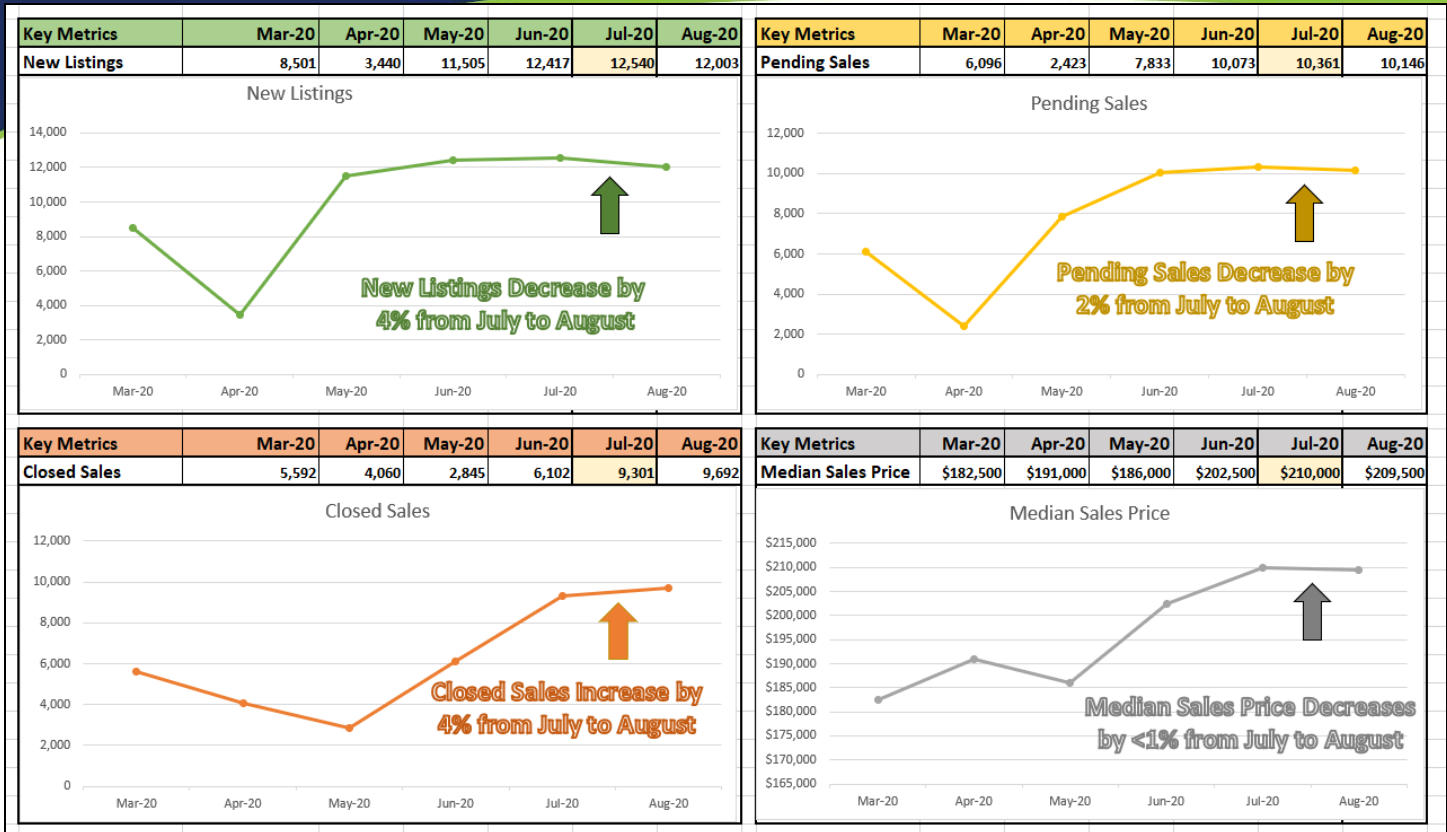 Key Metrics Mar-20 Apr-20 May-20 Jun-20 Jul-20 Aug-20
New Listings 8,501 3,440 11,505 12,417 12,540 12,003
New Listings
14,000
12,000
10,000
8,000
6,000
4,000
2,000
0
Mar-20 Apr-20 May-20 Jun-20 Jul-20 Aug-20
New Listings Decrease by
4% from July to August
Key Metrics Mar-20 Apr-20 May-20 Jun-20 Jul-20 Aug-20
Pending Sales 6,096 2,423 7,833 10,073 10,361 10,146
Pending Sales
12,000
10,000
8,000
6,000
4,000
2,000
0
Mar-20 Apr-20 May-20 Jun-20 Jul-20 Aug-20
Pending Sales Decrease by
2% from July to August
Key Metrics Mar-20 Apr-20 May-20 Jun-20 Jul-20 Aug-20
Closed Sales 5,592 4,060 2,845 6,102 9,301 9,692
Closed Sales
12,000
10,000
8,000
6,000
4,000
2,000
0
Mar-20 Apr-20 May-20 Jun-20 Jul-20 Aug-20
Closed Sales Increase by
4% from July to August
Key Metrics Mar-20 Apr-20 May-20 Jun-20 Jul-20 Aug-20
Median Sales Price $182,500 $191,000 $186,000 $202,500 $210,000 $209,500
Median Sales Price
$215,000
$210,000
$205,000
$200,000
$195,000
$190,000
$185,000
$180,000
$175,000
$170,000
$165,000
Mar-20 Apr-20 May-20 Jun-20 Jul-20 Aug-20
Median Sales Price Decreases
by <1% from July to August